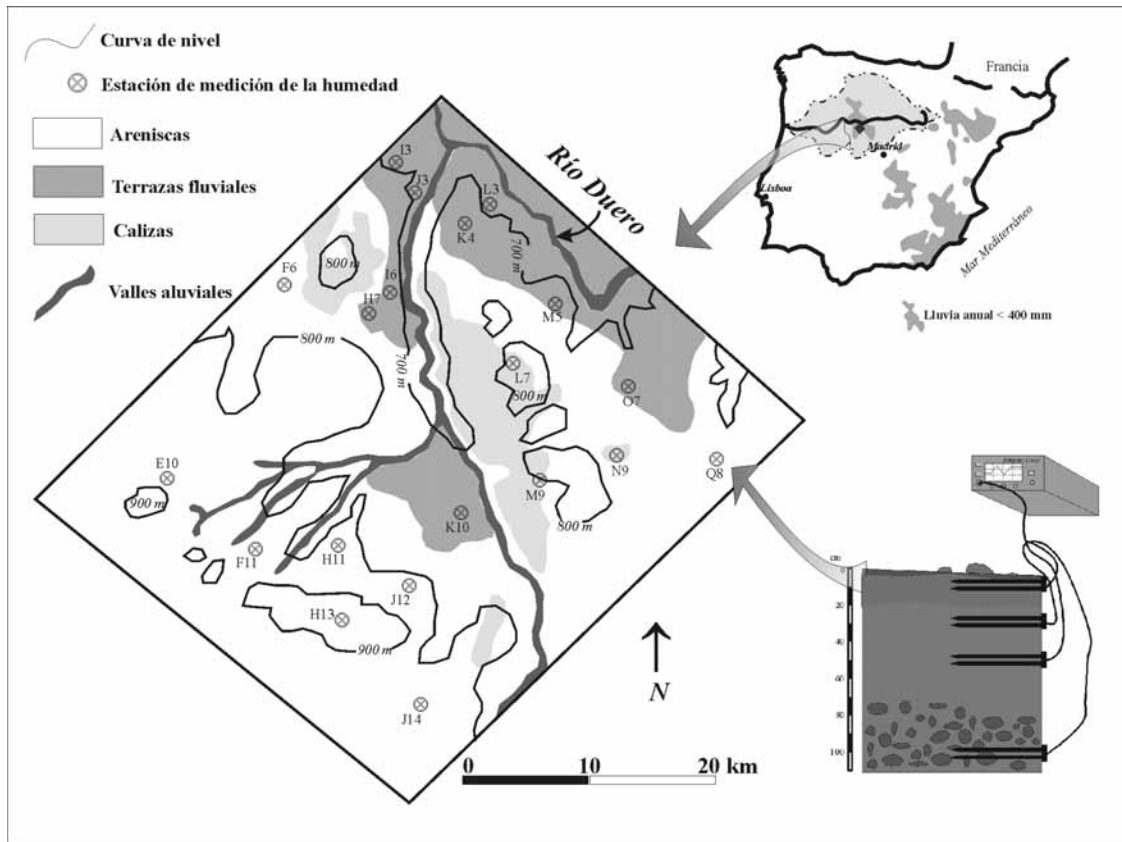 Curva de nivel
Estación de medición de la humedad
Areniscas
Terrazas fluviales
Calizas
Valles aluviales
I3
J3
L3
K4
Río Duero
700 m
800 m
F6
I6
H7
M5
800 m
700 m
L7
800 m
O7
E10
900 m
N9
M9
800 m
Q8
K10
F11
H11
J12
H13
900 m
J14
N
0 10 20 km
Francia
Madrid
Lisboa
Mar Mediterráneo
Lluvia anual < 400 mm
cm
0
20
40
60
80
100